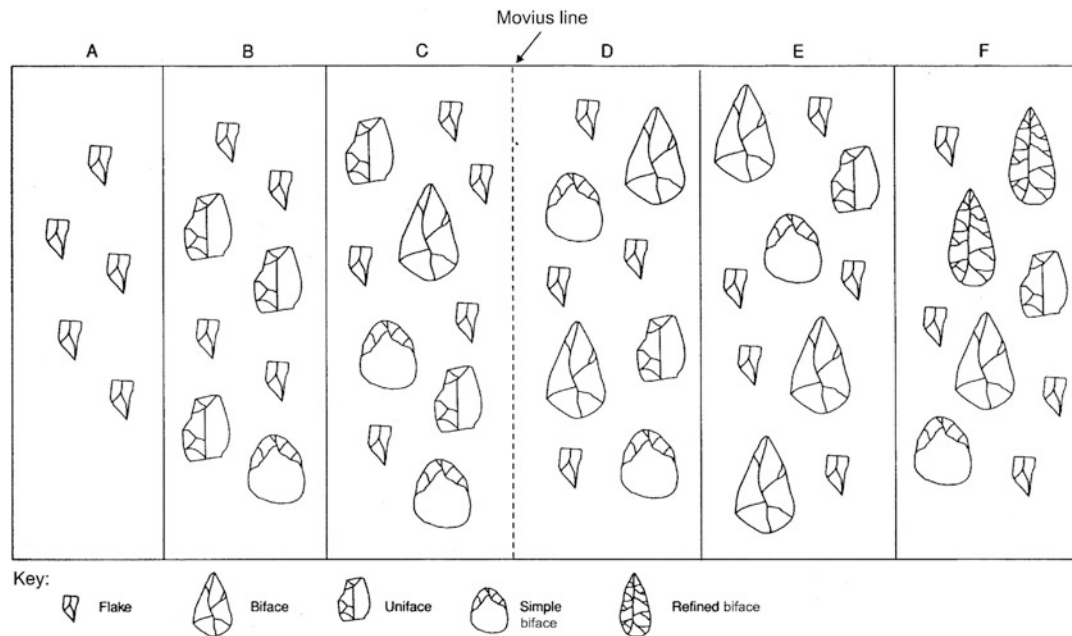 Movius line
A B C D E F
Key:
Flake
Biface
Uniface
Simple
biface
Refined biface